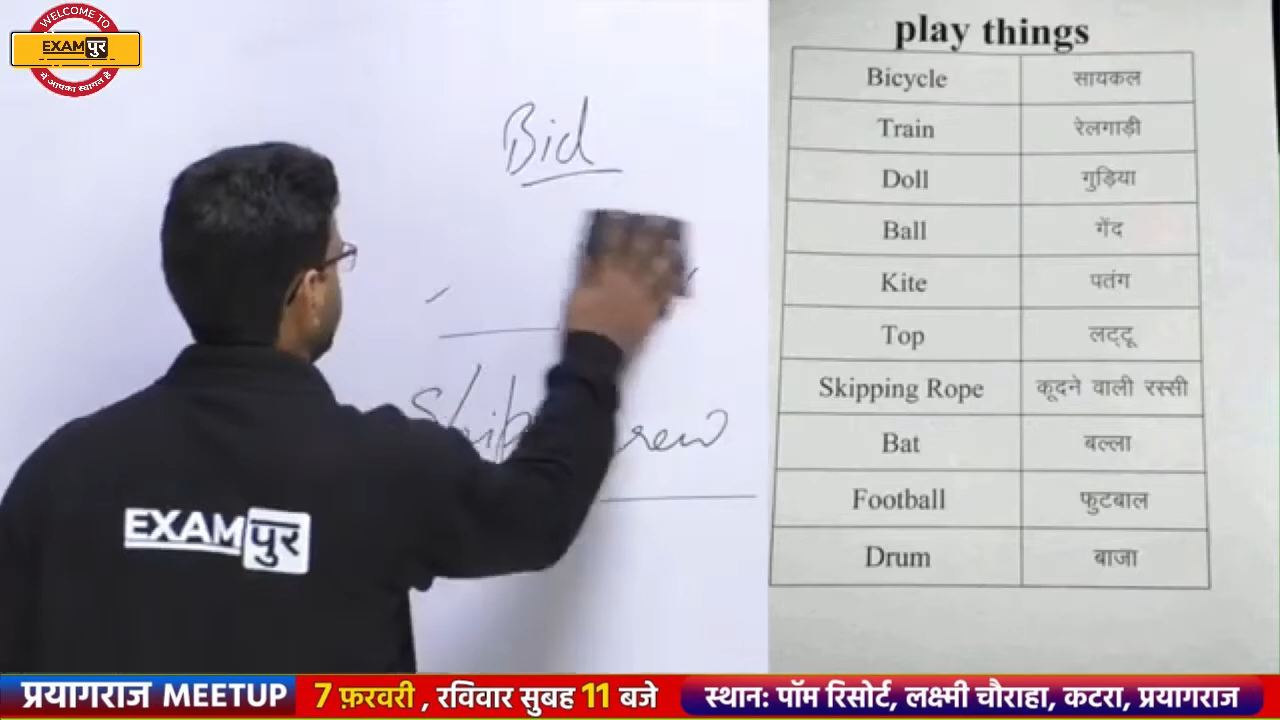 WELCOME TO
EXAMपुर
में आपका स्वागत है
Bid
EXAMपुर
play things
Bicycle सायकल
Train रेलगाड़ी
Doll गुड़िया
Ball गेंद
Kite पतंग
Top लट्टू
Skipping Rope कूदने वाली रस्सी
Bat बल्ला
Football फुटबाल
Drum बाजा
प्रयागराज MEETUP 7 फ़रवरी , रविवार सुबह 11 बजे स्थान: पॉम रिसोर्ट, लक्ष्मी चौराहा, कटरा, प्रयागराज